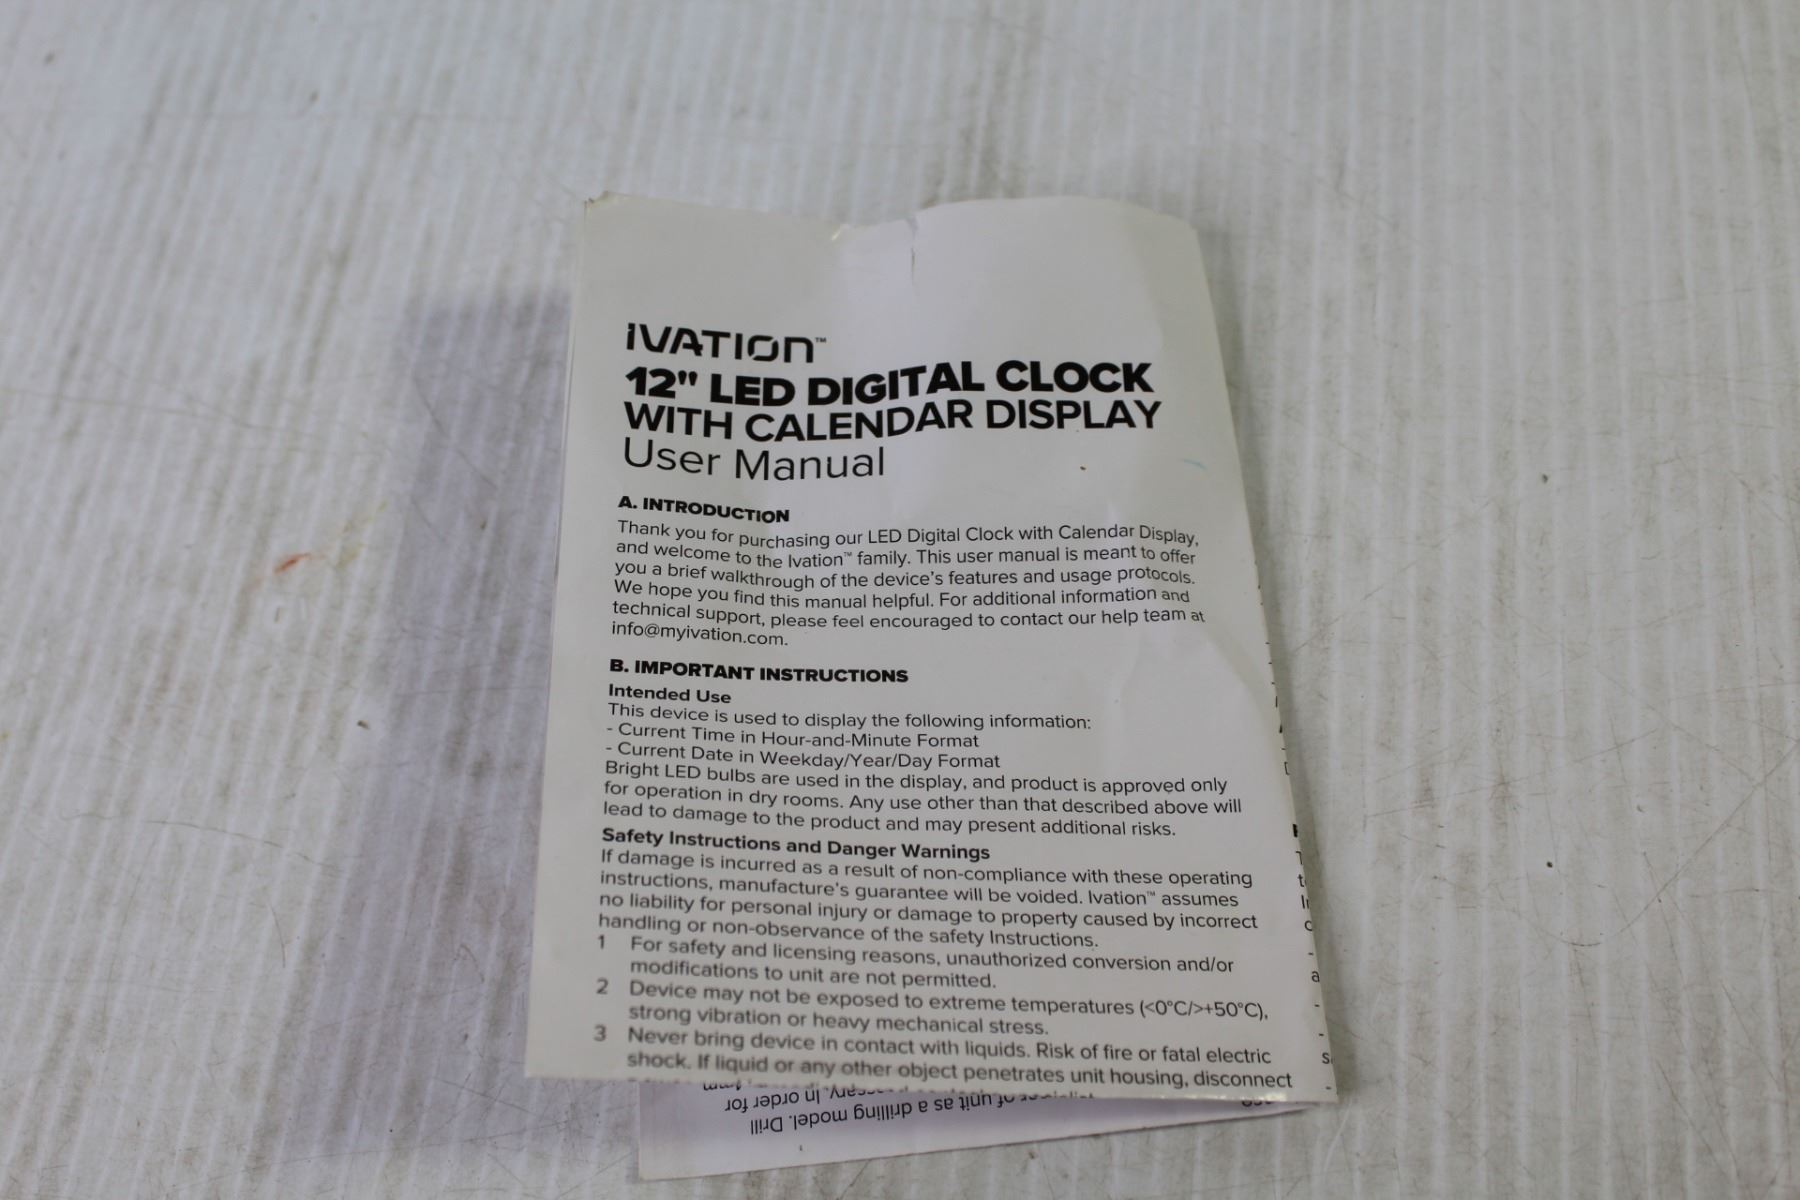 iVATION™
12" LED DIGITAL CLOCK
WITH CALENDAR DISPLAY
User Manual
A. INTRODUCTION
Thank you for purchasing our LED Digital Clock with Calendar Display,
and welcome to the Ivation™ family. This user manual is meant to offer
you a brief walkthrough of the device's features and usage protocols.
We hope you find this manual helpful. For additional information and
technical support, please feel encouraged to contact our help team at
info@myivation.com.
B. IMPORTANT INSTRUCTIONS
Intended Use
This device is used to display the following information:
- Current Time in Hour-and-Minute Format
- Current Date in Weekday/Year/Day Format
Bright LED bulbs are used in the display, and product is approved only
for operation in dry rooms. Any use other than that described above will
lead to damage to the product and may present additional risks.
Safety Instructions and Danger Warnings
If damage is incurred as a result of non-compliance with these operating
instructions, manufacture's guarantee will be voided. Ivation™ assumes
no liability for personal injury or damage to property caused by incorrect
handling or non-observance of the safety Instructions.
1 For safety and licensing reasons, unauthorized conversion and/or
modifications to unit are not permitted.
2 Device may not be exposed to extreme temperatures (<0°C/>+50°C),
strong vibration or heavy mechanical stress.
3 Never bring device in contact with liquids. Risk of fire or fatal electric
shock. If liquid or any other object penetrates unit housing, disconnect
of unit as a drilling model. Drill
In order for